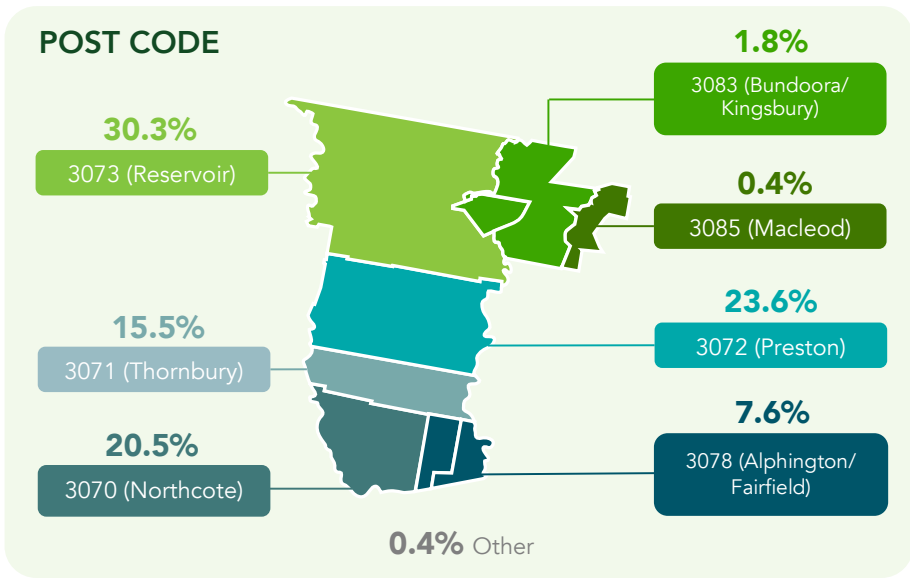 POST CODE
30.3%
3073 (Reservoir)
15.5%
3071 (Thornbury)
20.5%
3070 (Northcote)
1.8%
3083 (Bundoora/
Kingsbury)
0.4%
3085 (Macleod)
23.6%
3072 (Preston)
7.6%
3078 (Alphington/
Fairfield)
0.4% Other